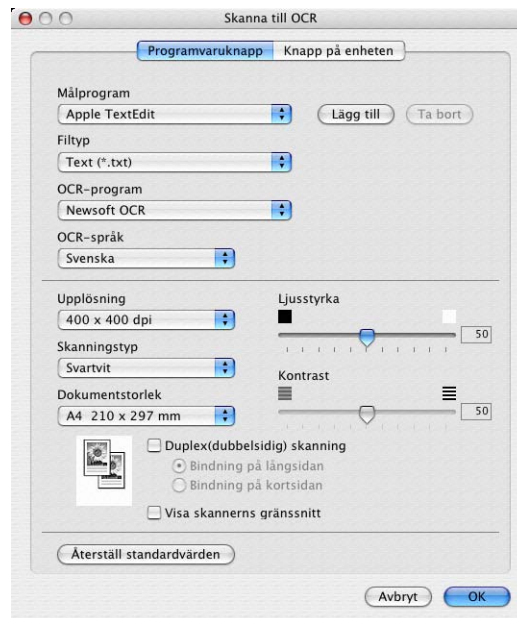 Skanna till OCR
Programvaruknapp Knapp på enheten
Målprogram
Apple TextEdit Lägg till Ta bort
Filtyp
Text (*.txt)
OCR-program
Newsoft OCR
OCR-språk
Svenska
Upplösning Ljusstyrka
400 x 400 dpi 50
Skanningstyp
Svartvit Kontrast
Dokumentstorlek
A4 210 x 297 mm 50
Duplex(dubbelsidig) skanning
Bindning på långsidan
Bindning på kortsidan
Visa skannerns gränssnitt
Återställ standardvärden
Avbryt OK